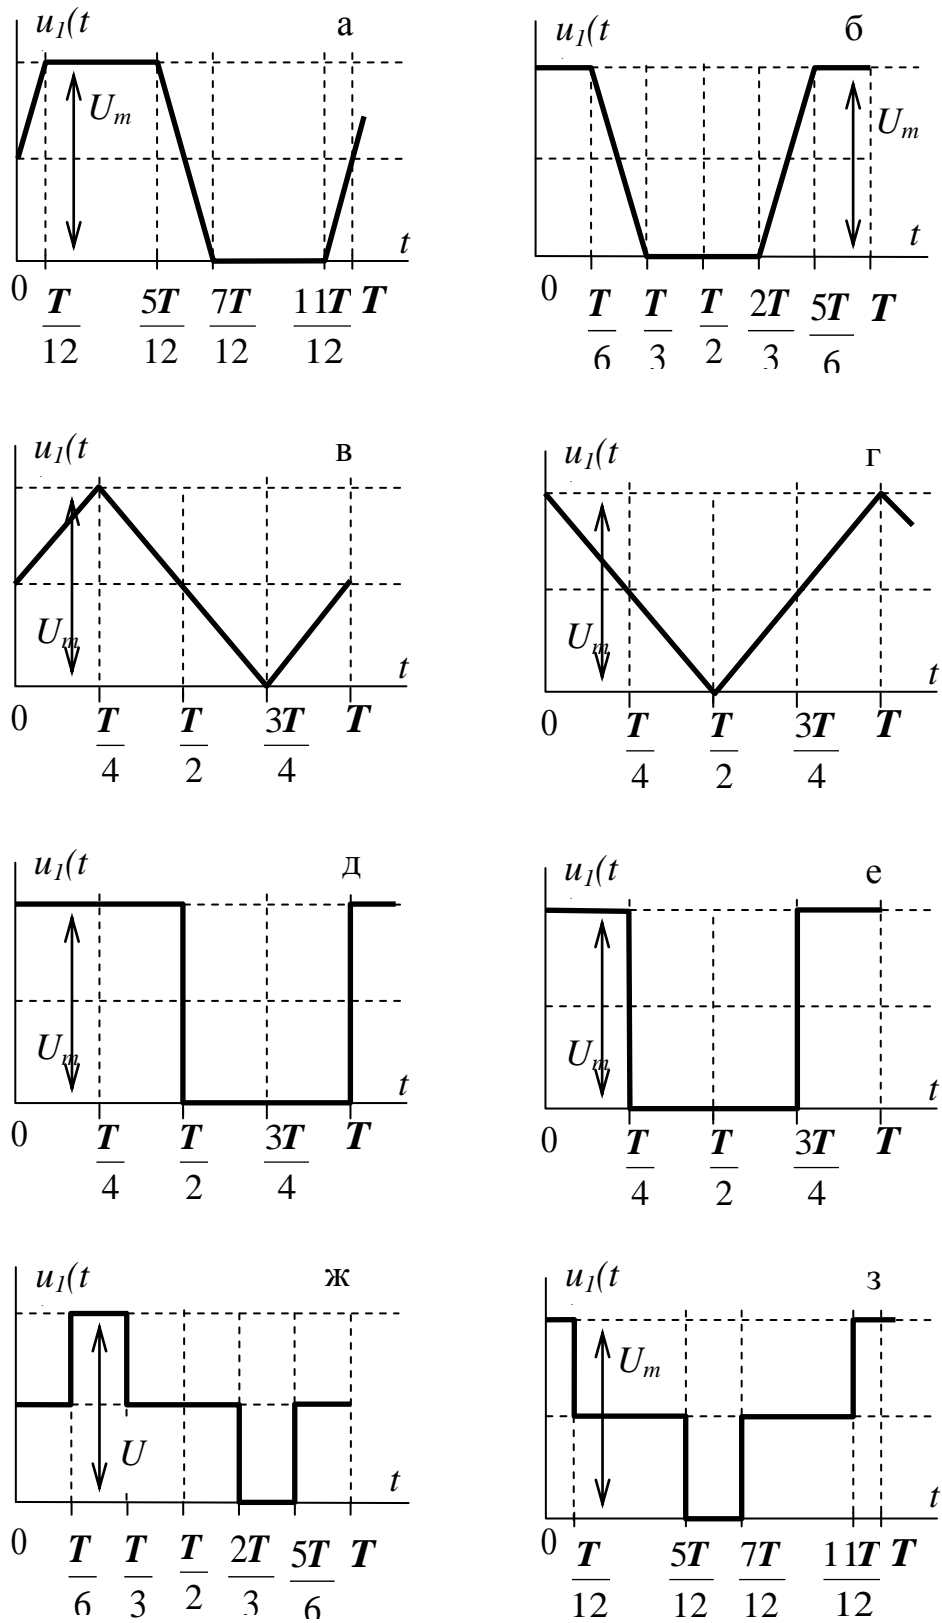 u₁(t а
Uₘ
t
0 T/12 5T/12 7T/12 11T/12 T
u₁(t б
Uₘ
t
0 T/6 T/3 T/2 2T/3 5T/6 T
u₁(t в
Uₘ
t
0 T/4 T/2 3T/4 T
u₁(t г
Uₘ
t
0 T/4 T/2 3T/4 T
u₁(t д
Uₘ
t
0 T/4 T/2 3T/4 T
u₁(t е
Uₘ
t
0 T/4 T/2 3T/4 T
u₁(t ж
U
t
0 T/6 T/3 T/2 2T/3 5T/6 T
u₁(t з
Uₘ
t
0 T/12 5T/12 7T/12 11T/12 T